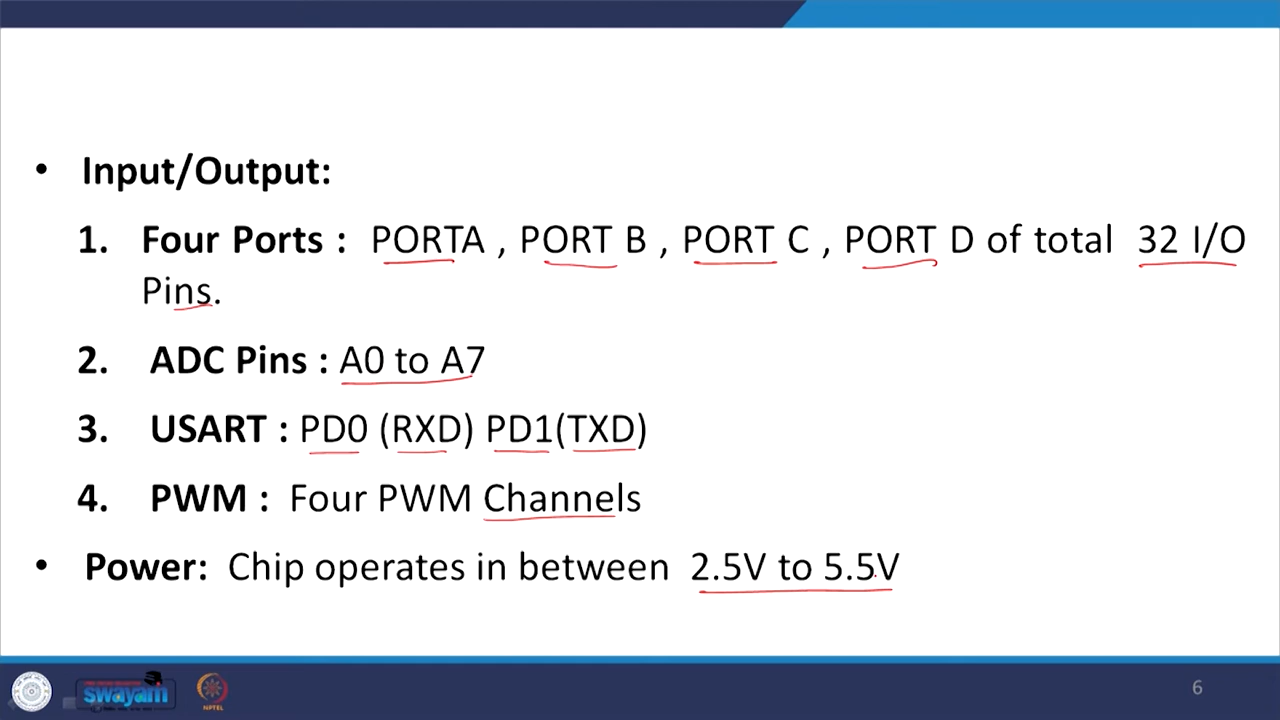 • Input/Output:
1. Four Ports : PORTA , PORT B , PORT C , PORT D of total 32 I/O
Pins.
2. ADC Pins : A0 to A7
3. USART : PD0 (RXD) PD1(TXD)
4. PWM : Four PWM Channels
• Power: Chip operates in between 2.5V to 5.5V
swayam
NPTEL
6